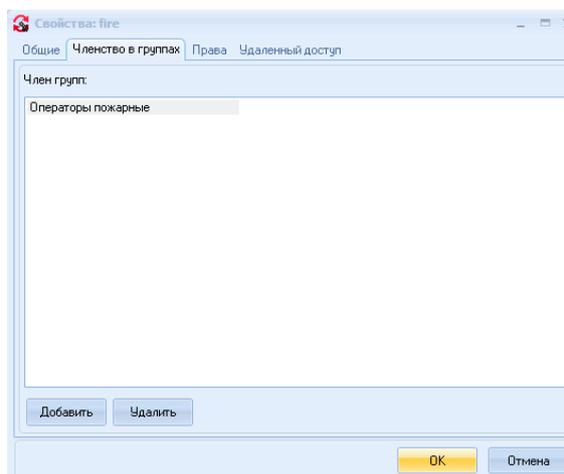 Свойства: fire
Общие Членство в группах Права Удаленный доступ
Член групп:
Операторы пожарные
Добавить Удалить
OK Отмена